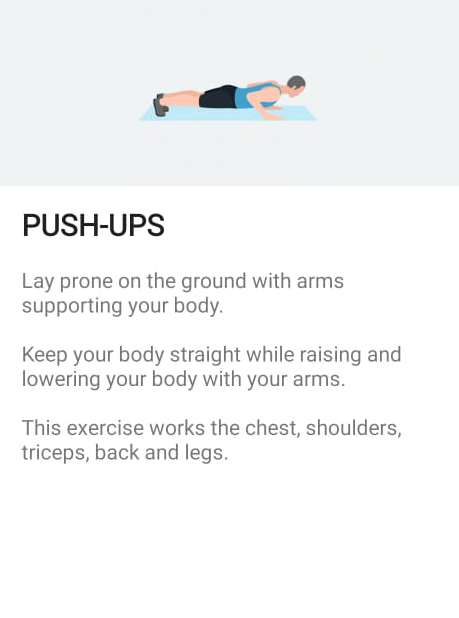 PUSH-UPS
Lay prone on the ground with arms
supporting your body.
Keep your body straight while raising and
lowering your body with your arms.
This exercise works the chest, shoulders,
triceps, back and legs.